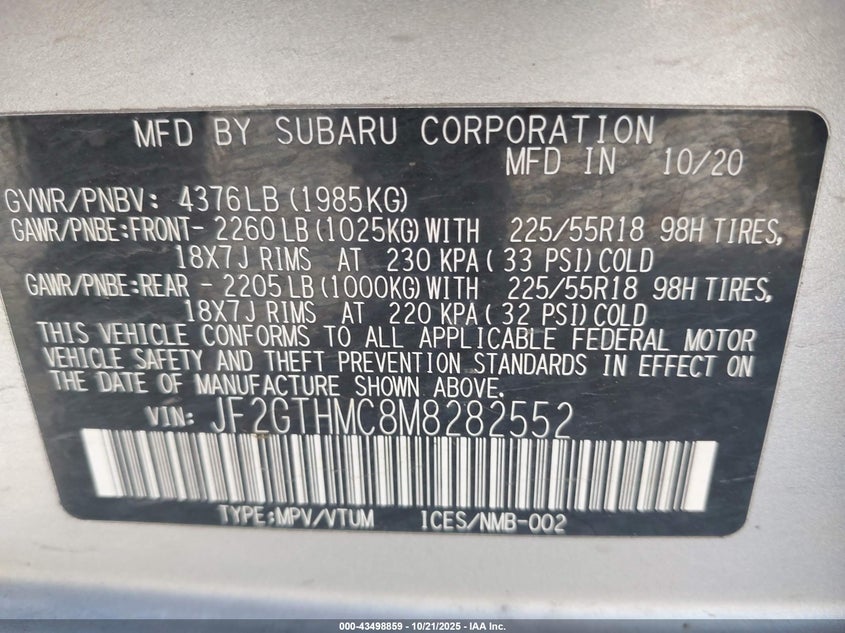 MFD BY SUBARU CORPORATION
MFD IN 10/20
GVWR/PNBV: 4376LB (1985KG)
GAWR/PNBE:FRONT- 2260 LB (1025KG) WITH 225/55R18 98H TIRES,
18X7J RIMS AT 230 KPA ( 33 PSI) COLD
GAWR/PNBE:REAR - 2205 LB (1000KG) WITH 225/55R18 98H TIRES,
18X7J RIMS AT 220 KPA ( 32 PSI) COLD
THIS VEHICLE CONFORMS TO ALL APPLICABLE FEDERAL MOTOR
VEHICLE SAFETY AND THEFT PREVENTION STANDARDS IN EFFECT ON
THE DATE OF MANUFACTURE SHOWN ABOVE.
VIN: JF2GTHMC8M8282552
TYPE:MPV/VTUM ICES/NMB-002
000-43498859 | 10/21/2025 | IAA Inc.